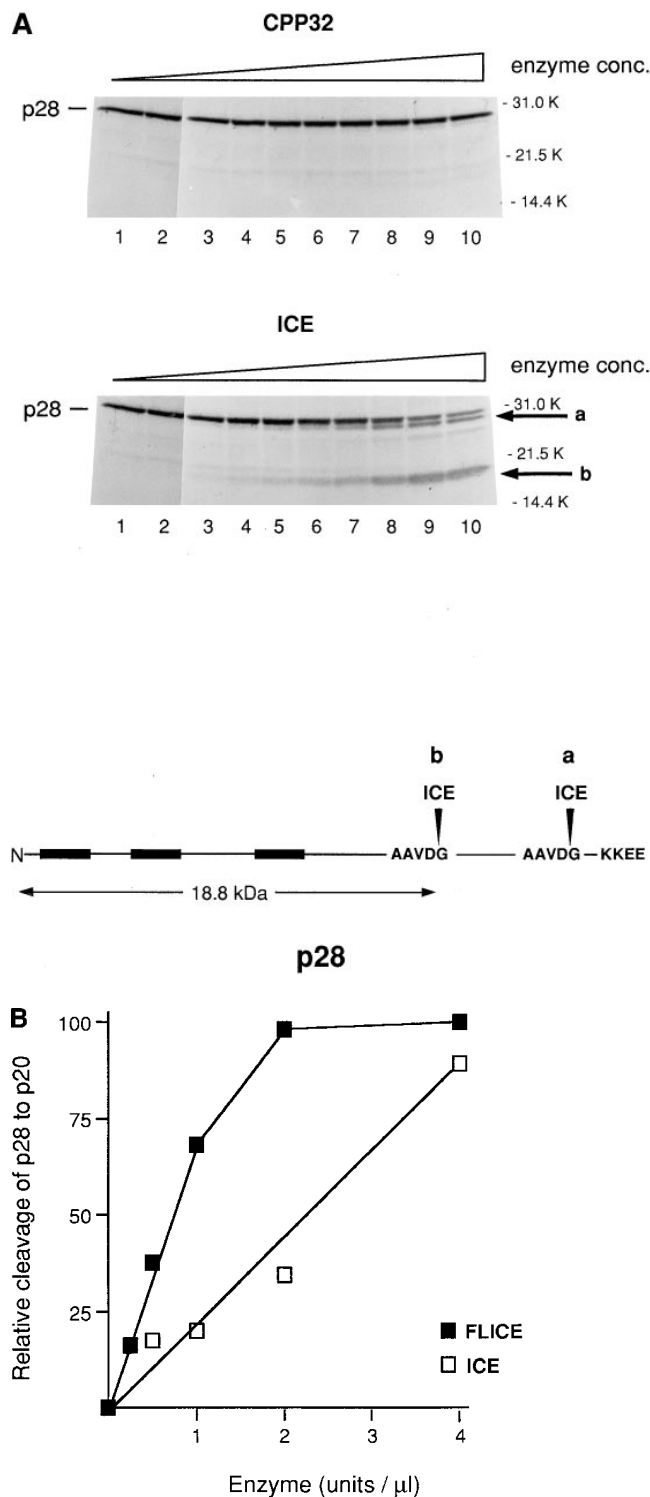 A
CPP32
enzyme conc.
p28
- 31.0 K
- 21.5 K
- 14.4 K
1 2 3 4 5 6 7 8 9 10
ICE
enzyme conc.
p28
- 31.0 K
a
- 21.5 K
b
- 14.4 K
1 2 3 4 5 6 7 8 9 10
b a
ICE ICE
N AAVDG AAVDG KKEE
18.8 kDa
p28
B
Relative cleavage of p28 to p20
100
75
50
25
FLICE
ICE
1 2 3 4
Enzyme (units / µl)